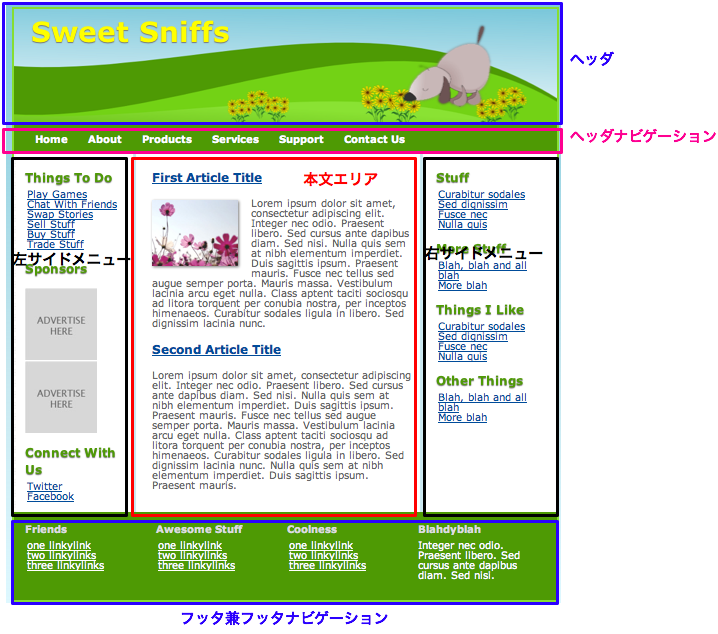 Sweet Sniffs
ヘッダ
Home About Products Services Support Contact Us
ヘッダナビゲーション
Things To Do
Play Games
Chat With Friends
Swap Stories
Sell Stuff
Buy Stuff
Trade Stuff
左サイドメニュー
Sponsors
ADVERTISE
HERE
ADVERTISE
HERE
Connect With
Us
Twitter
Facebook
First Article Title
本文エリア
Lorem ipsum dolor sit amet,
consectetur adipiscing elit.
Integer nec odio. Praesent
libero. Sed cursus ante dapibus
diam. Sed nisi. Nulla quis sem
at nibh elementum imperdiet.
Duis sagittis ipsum. Praesent
mauris. Fusce nec tellus sed
augue semper porta. Mauris massa. Vestibulum
lacinia arcu eget nulla. Class aptent taciti sociosqu
ad litora torquent per conubia nostra, per inceptos
himenaeos. Curabitur sodales ligula in libero. Sed
dignissim lacinia nunc.
Second Article Title
Lorem ipsum dolor sit amet, consectetur adipiscing
elit. Integer nec odio. Praesent libero. Sed cursus
ante dapibus diam. Sed nisi. Nulla quis sem at
nibh elementum imperdiet. Duis sagittis ipsum.
Praesent mauris. Fusce nec tellus sed augue
semper porta. Mauris massa. Vestibulum lacinia
arcu eget nulla. Class aptent taciti sociosqu ad
litora torquent per conubia nostra, per inceptos
himenaeos. Curabitur sodales ligula in libero. Sed
dignissim lacinia nunc. Sed cursus ante dapibus
diam. Sed nisi. Nulla quis sem at nibh
elementum imperdiet. Duis sagittis ipsum.
Praesent mauris.
Stuff
Curabitur sodales
Sed dignissim
Fusce nec
Nulla quis
More Stuff
右サイドメニュー
Blah, blah and all
blah
More blah
Things I Like
Curabitur sodales
Sed dignissim
Fusce nec
Nulla quis
Other Things
Blah, blah and all
blah
More blah
Friends
one linkylink
two linkylinks
three linkylinks
Awesome Stuff
one linkylink
two linkylinks
three linkylinks
Coolness
one linkylink
two linkylinks
three linkylinks
Blahdyblah
Integer nec odio.
Praesent libero. Sed
cursus ante dapibus
diam. Sed nisi.
フッタ兼フッタナビゲーション